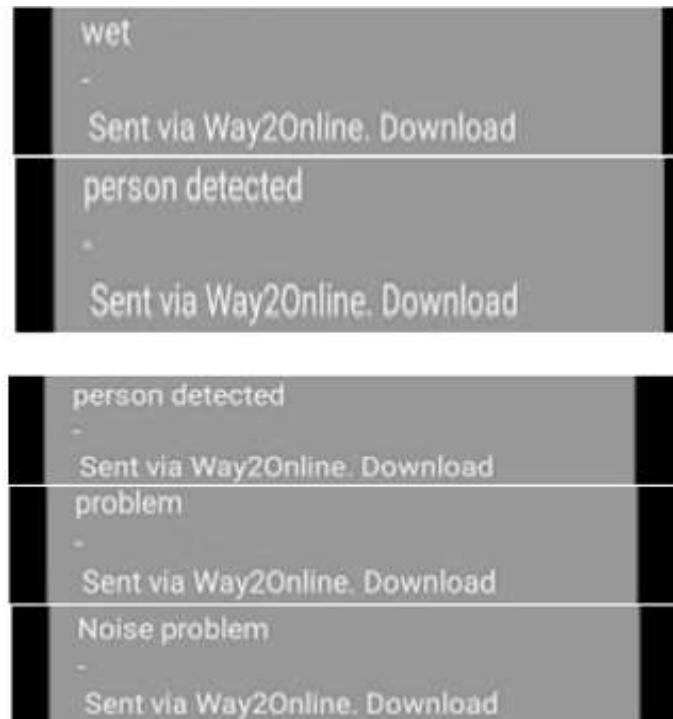 wet
-
Sent via Way2Online. Download
person detected
-
Sent via Way2Online. Download
person detected
-
Sent via Way2Online. Download
problem
-
Sent via Way2Online. Download
Noise problem
-
Sent via Way2Online. Download